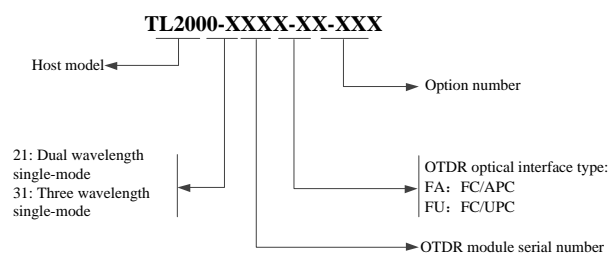 TL2000-XXXX-XX-XXX
Host model
Option number
21: Dual wavelength
single-mode
31: Three wavelength
single-mode
OTDR optical interface type:
FA：FC/APC
FU：FC/UPC
OTDR module serial number